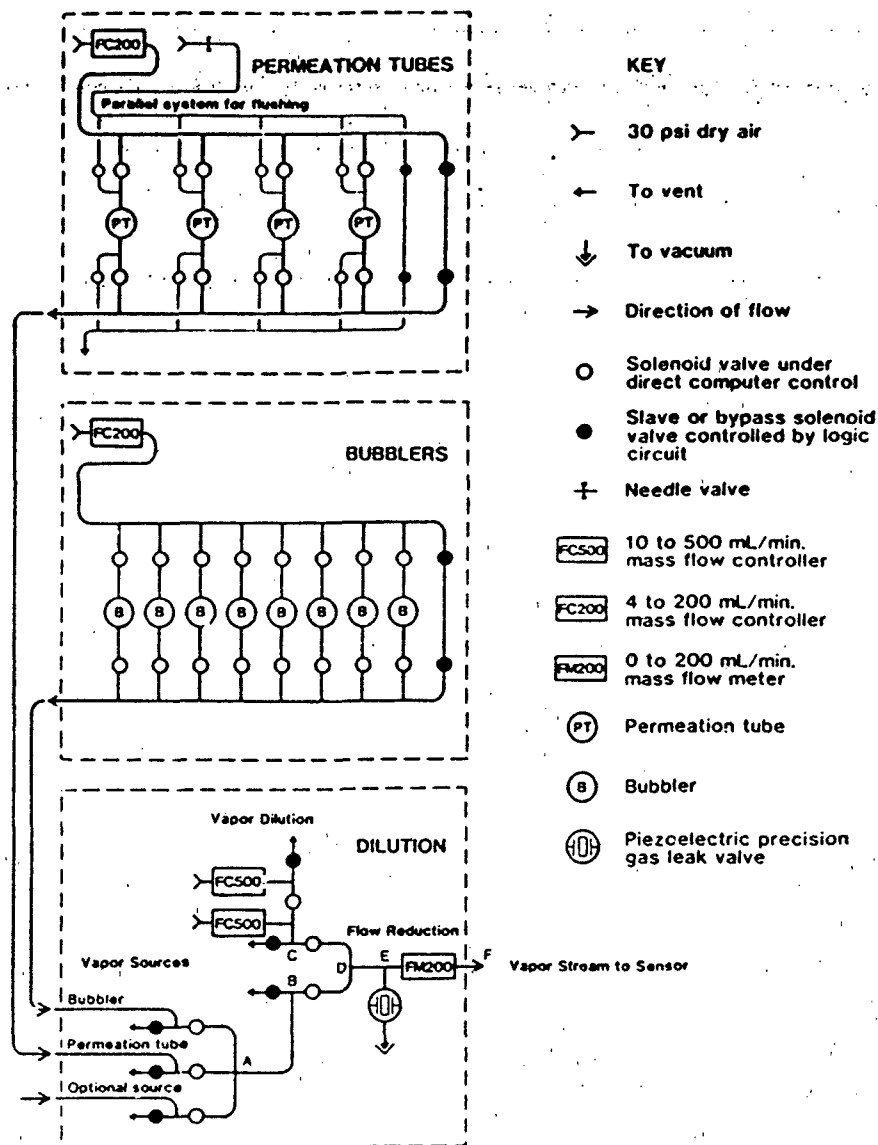 FC200
PERMEATION TUBES
Parallel system for flushing
PT
PT
PT
PT
FC200
BUBBLERS
B
B
B
B
B
B
B
B
Vapor Dilution
DILUTION
FC500
FC500
Flow Reduction
Vapor Sources
C
D
E
F
B
FM200
Vapor Stream to Sensor
Bubbler
Permeation tube
A
Optional source
KEY
30 psi dry air
To vent
To vacuum
Direction of flow
Solenoid valve under
direct computer control
Slave or bypass solenoid
valve controlled by logic
circuit
Needle valve
FC500
10 to 500 mL/min.
mass flow controller
FC200
4 to 200 mL/min.
mass flow controller
FM200
0 to 200 mL/min.
mass flow meter
PT
Permeation tube
B
Bubbler
Piezoelectric precision
gas leak valve